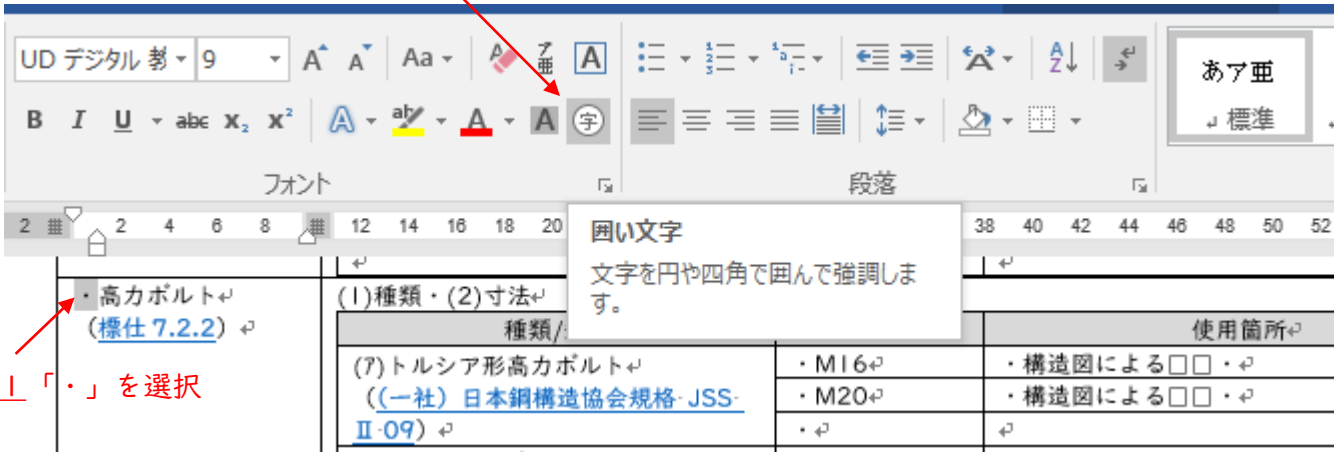 UD デジタル 教 9 A A Aa ア亜 A
B I U abc x₂ x² A aly A A 字
A Z
あア亜
↲ 標準
フォント 段落
2 2 4 6 8 12 14 16 18 20 38 40 42 44 46 48 50 52
囲い文字
文字を円や四角で囲んで強調しま
す。
・高力ボルト↵
(標仕 7.2.2) ↵
(1)種類・(2)寸法↵
種類/
使用箇所↵
(ア)トルシア形高力ボルト↵
・M16↵
・構造図による□□・↵
((一社) 日本鋼構造協会規格 JSS-
・M20↵
・構造図による□□・↵
Ⅱ-09) ↵
・↵
1「・」を選択